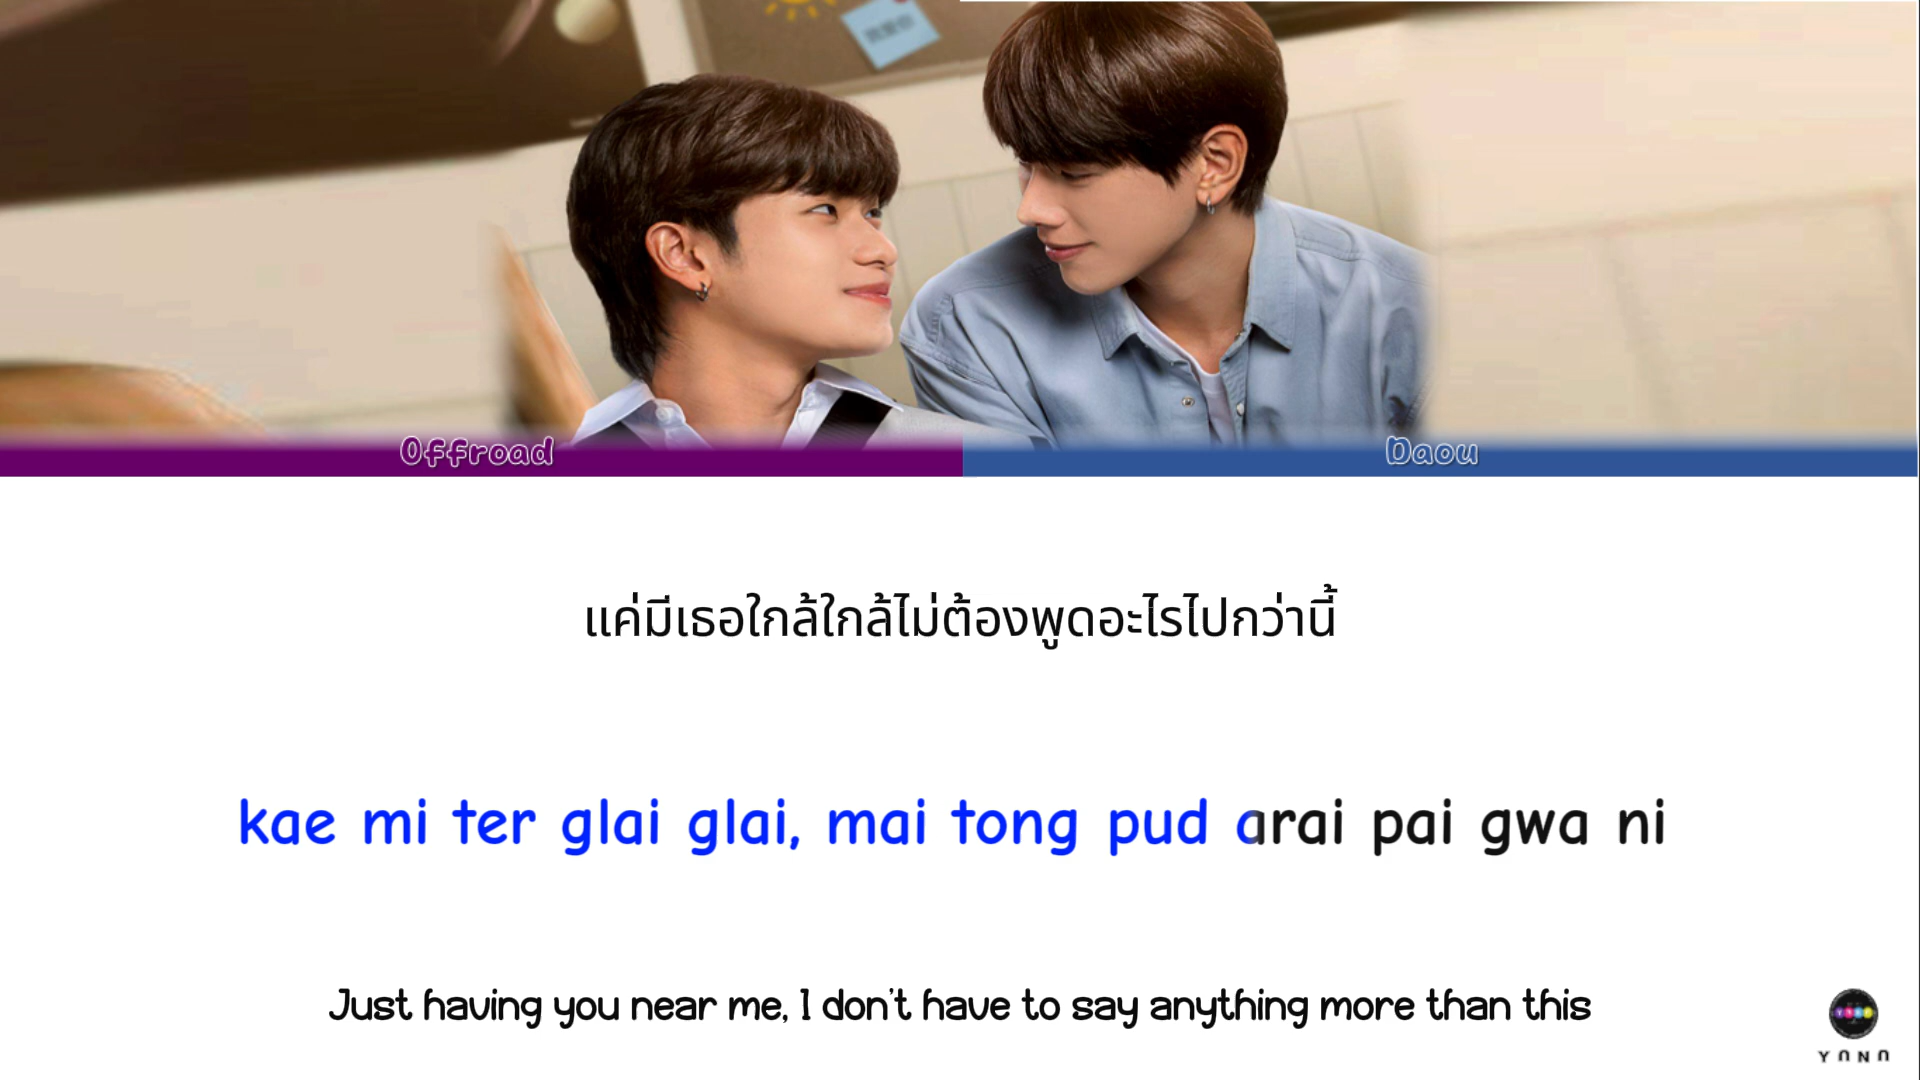 Offroad
Daou
แค่มีเธอใกล้ใกล้ไม่ต้องพูดอะไรไปกว่านี้
kae mi ter glai glai, mai tong pud arai pai gwa ni
Just having you near me, I don't have to say anything more than this